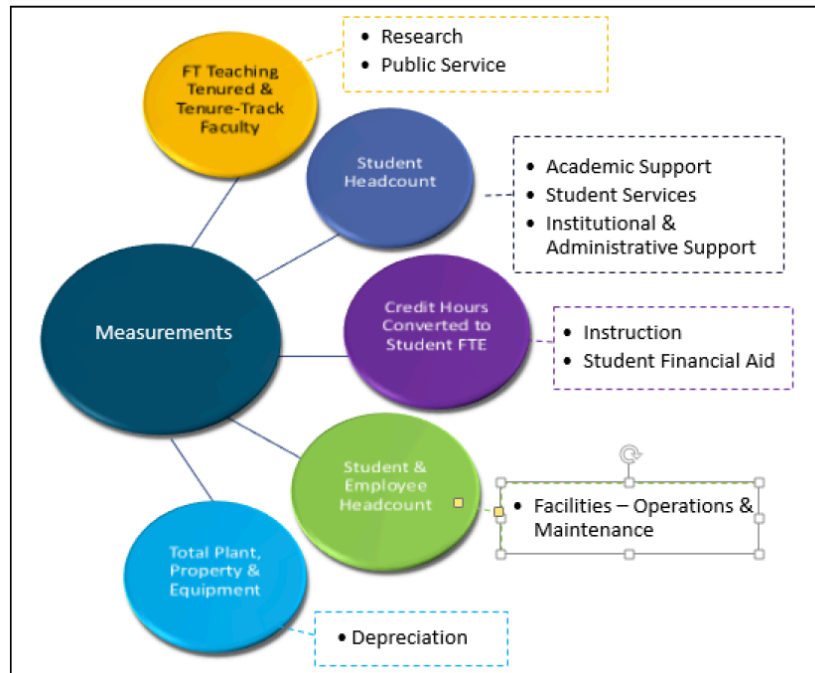 FT Teaching
Tenured &
Tenure-Track
Faculty
• Research
• Public Service
Student
Headcount
• Academic Support
• Student Services
• Institutional &
Administrative Support
Measurements
Credit Hours
Converted to
Student FTE
• Instruction
• Student Financial Aid
Student &
Employee
Headcount
• Facilities – Operations &
Maintenance
Total Plant,
Property &
Equipment
• Depreciation